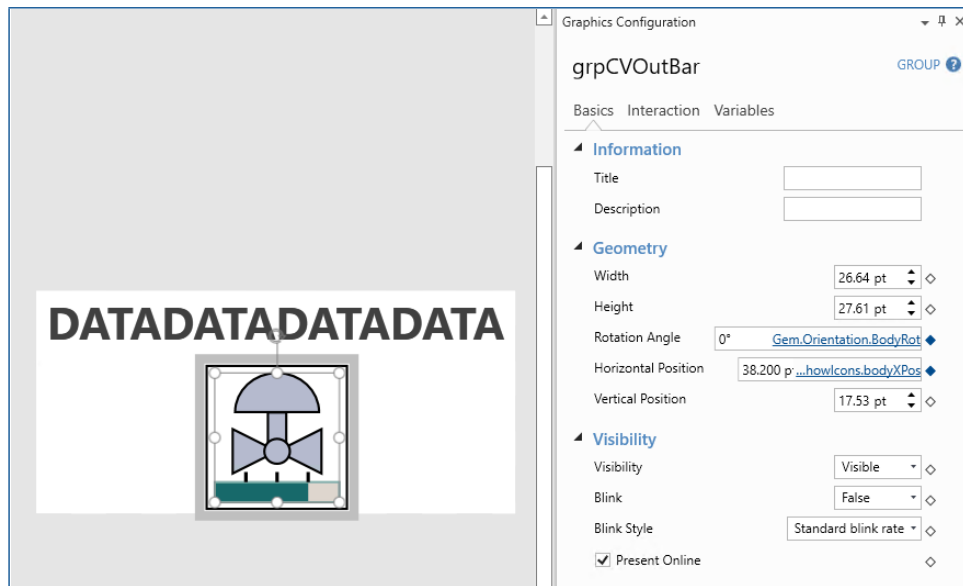 Graphics Configuration
grpCVOutBar
GROUP ?
Basics Interaction Variables
Information
Title
Description
Geometry
Width 26.64 pt
Height 27.61 pt
Rotation Angle 0° Gem.Orientation.BodyRot
Horizontal Position 38.200 p ...howIcons.bodyXPos
Vertical Position 17.53 pt
Visibility
Visibility Visible
Blink False
Blink Style Standard blink rate
Present Online
DATADATADATADATA